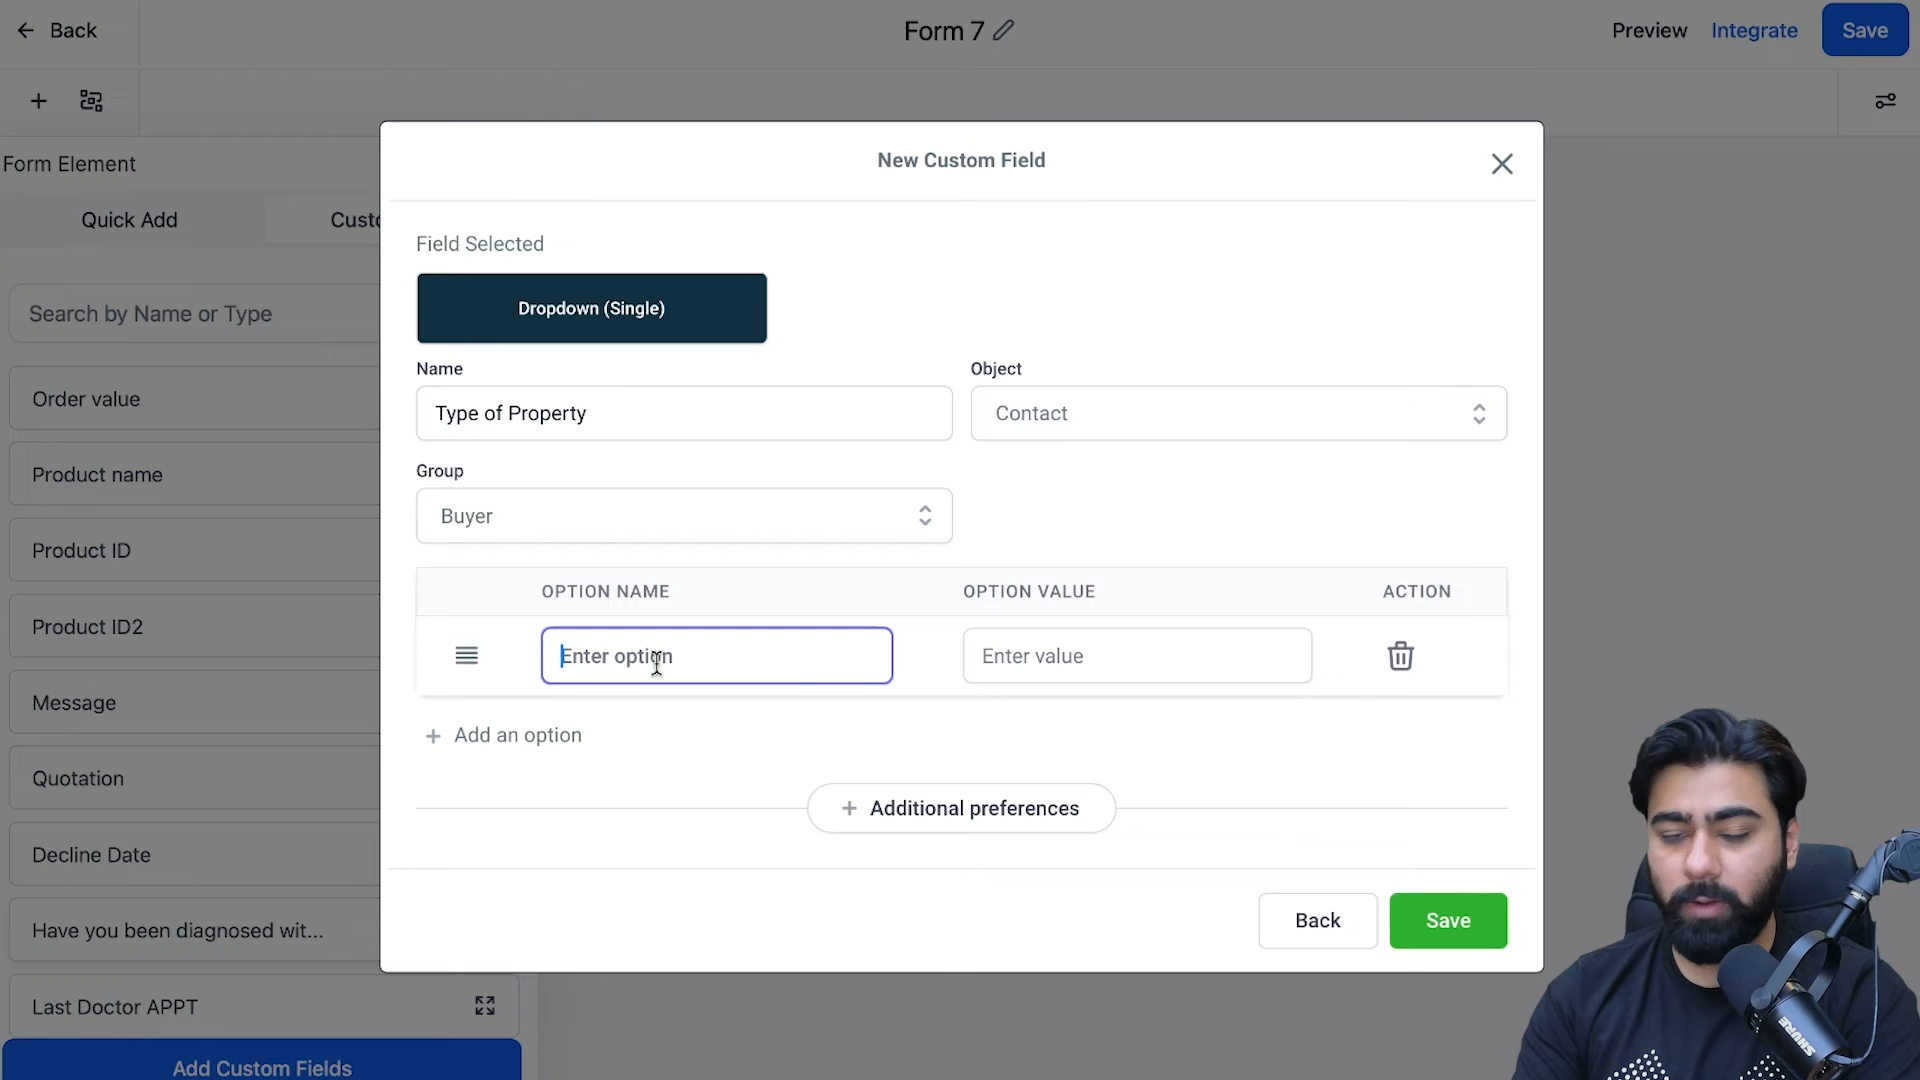 Back
Form 7
Preview
Integrate
Save
Form Element
Quick Add
Custo
Search by Name or Type
Order value
Product name
Product ID
Product ID2
Message
Quotation
Decline Date
Have you been diagnosed wit...
Last Doctor APPT
Add Custom Fields
New Custom Field
Field Selected
Dropdown (Single)
Name
Object
Type of Property
Contact
Group
Buyer
OPTION NAME
OPTION VALUE
ACTION
Enter option
Enter value
Add an option
Additional preferences
Back
Save
SHURE